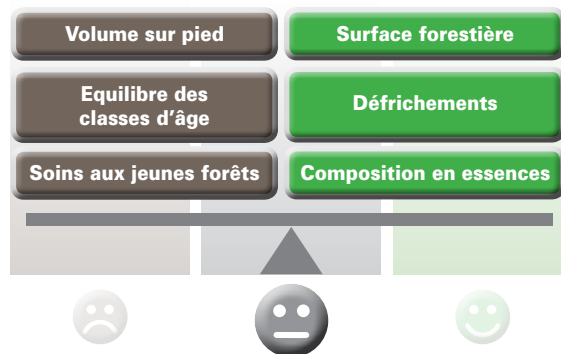 Volume sur pied
Surface forestière
Equilibre des
classes d'âge
Défrichements
Soins aux jeunes forêts
Composition en essences